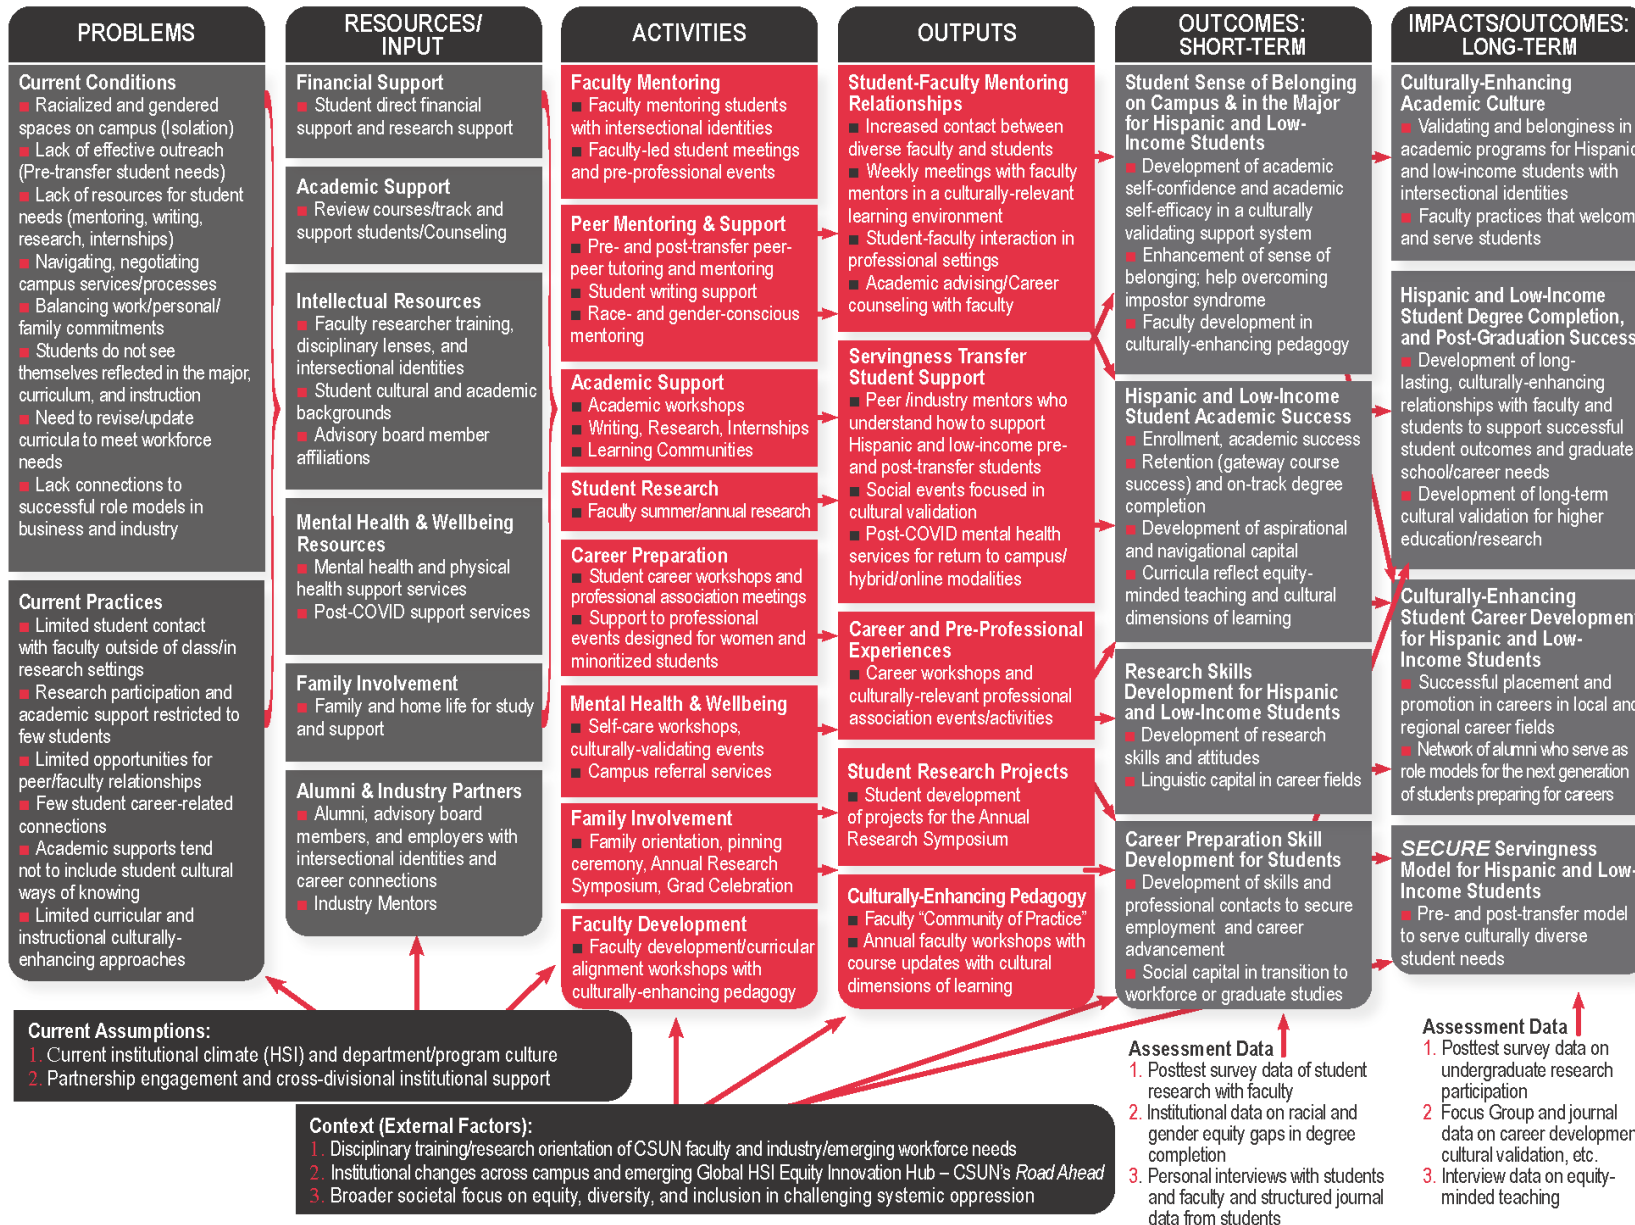 PROBLEMS
Current Conditions
■ Racialized and gendered
spaces on campus (Isolation)
■ Lack of effective outreach
(Pre-transfer student needs)
■ Lack of resources for student
needs (mentoring, writing,
research, internships)
■ Navigating, negotiating
campus services/processes
■ Balancing work/personal/
family commitments
■ Students do not see
themselves reflected in the major,
curriculum, and instruction
■ Need to revise/update
curricula to meet workforce
needs
■ Lack connections to
successful role models in
business and industry
Current Practices
■ Limited student contact
with faculty outside of class/in
research settings
■ Research participation and
academic support restricted to
few students
■ Limited opportunities for
peer/faculty relationships
■ Few student career-related
connections
■ Academic supports tend
not to include student cultural
ways of knowing
■ Limited curricular and
instructional culturally-
enhancing approaches
RESOURCES/
INPUT
Financial Support
■ Student direct financial
support and research support
Academic Support
■ Review courses/track and
support students/Counseling
Intellectual Resources
■ Faculty researcher training,
disciplinary lenses, and
intersectional identities
■ Student cultural and academic
backgrounds
■ Advisory board member
affiliations
Mental Health & Wellbeing
Resources
■ Mental health and physical
health support services
■ Post-COVID support services
Family Involvement
■ Family and home life for study
and support
Alumni & Industry Partners
■ Alumni, advisory board
members, and employers with
intersectional identities and
career connections
■ Industry Mentors
ACTIVITIES
Faculty Mentoring
■ Faculty mentoring students
with intersectional identities
■ Faculty-led student meetings
and pre-professional events
Peer Mentoring & Support
■ Pre- and post-transfer peer-
peer tutoring and mentoring
■ Student writing support
■ Race- and gender-conscious
mentoring
Academic Support
■ Academic workshops
■ Writing, Research, Internships
■ Learning Communities
Student Research
■ Faculty summer/annual research
Career Preparation
■ Student career workshops and
professional association meetings
■ Support to professional
events designed for women and
minoritized students
Mental Health & Wellbeing
■ Self-care workshops,
culturally-validating events
■ Campus referral services
Family Involvement
■ Family orientation, pinning
ceremony, Annual Research
Symposium, Grad Celebration
Faculty Development
■ Faculty development/curricular
alignment workshops with
culturally-enhancing pedagogy
OUTPUTS
Student-Faculty Mentoring
Relationships
■ Increased contact between
diverse faculty and students
■ Weekly meetings with faculty
mentors in a culturally-relevant
learning environment
■ Student-faculty interaction in
professional settings
■ Academic advising/Career
counseling with faculty
Servingness Transfer
Student Support
■ Peer /industry mentors who
understand how to support
Hispanic and low-income pre-
and post-transfer students
■ Social events focused in
cultural validation
■ Post-COVID mental health
services for return to campus/
hybrid/online modalities
Career and Pre-Professional
Experiences
■ Career workshops and
culturally-relevant professional
association events/activities
Student Research Projects
■ Student development
of projects for the Annual
Research Symposium
Culturally-Enhancing Pedagogy
■ Faculty “Community of Practice”
■ Annual faculty workshops with
course updates with cultural
dimensions of learning
OUTCOMES:
SHORT-TERM
Student Sense of Belonging
on Campus & in the Major
for Hispanic and Low-
Income Students
■ Development of academic
self-confidence and academic
self-efficacy in a culturally
validating support system
■ Enhancement of sense of
belonging; help overcoming
impostor syndrome
■ Faculty development in
culturally-enhancing pedagogy
Hispanic and Low-Income
Student Academic Success
■ Enrollment, academic success
■ Retention (gateway course
success) and on-track degree
completion
■ Development of aspirational
and navigational capital
■ Curricula reflect equity-
minded teaching and cultural
dimensions of learning
Research Skills
Development for Hispanic
and Low-Income Students
■ Development of research
skills and attitudes
■ Linguistic capital in career fields
Career Preparation Skill
Development for Students
■ Development of skills and
professional contacts to secure
employment and career
advancement
■ Social capital in transition to
workforce or graduate studies
IMPACTS/OUTCOMES:
LONG-TERM
Culturally-Enhancing
Academic Culture
■ Validating and belonginess in
academic programs for Hispanic
and low-income students with
intersectional identities
■ Faculty practices that welcom
and serve students
Hispanic and Low-Income
Student Degree Completion,
and Post-Graduation Success
■ Development of long-
lasting, culturally-enhancing
relationships with faculty and
students to support successful
student outcomes and graduate
school/career needs
■ Development of long-term
cultural validation for higher
education/research
Culturally-Enhancing
Student Career Development
for Hispanic and Low-
Income Students
■ Successful placement and
promotion in careers in local and
regional career fields
■ Network of alumni who serve as
role models for the next generation
of students preparing for careers
SECURE Servingness
Model for Hispanic and Low-
Income Students
■ Pre- and post-transfer model
to serve culturally diverse
student needs
Current Assumptions:
1. Current institutional climate (HSI) and department/program culture
2. Partnership engagement and cross-divisional institutional support
Context (External Factors):
1. Disciplinary training/research orientation of CSUN faculty and industry/emerging workforce needs
2. Institutional changes across campus and emerging Global HSI Equity Innovation Hub – CSUN’s Road Ahead
3. Broader societal focus on equity, diversity, and inclusion in challenging systemic oppression
Assessment Data
1. Posttest survey data of student
research with faculty
2. Institutional data on racial and
gender equity gaps in degree
completion
3. Personal interviews with students
and faculty and structured journal
data from students
Assessment Data
1. Posttest survey data on
undergraduate research
participation
2 Focus Group and journal
data on career developmen
cultural validation, etc.
3. Interview data on equity-
minded teaching